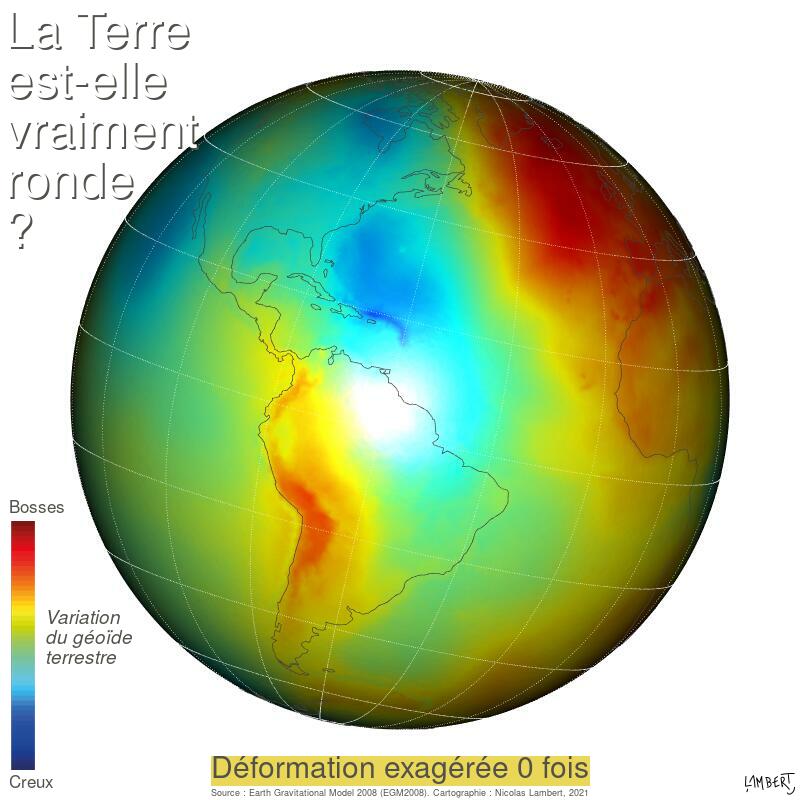 La Terre
est-elle
vraiment
ronde
?
Bosses
Variation
du géoïde
terrestre
Creux
Déformation exagérée 0 fois
Source : Earth Gravitational Model 2008 (EGM2008). Cartographie : Nicolas Lambert, 2021
LAMBERT